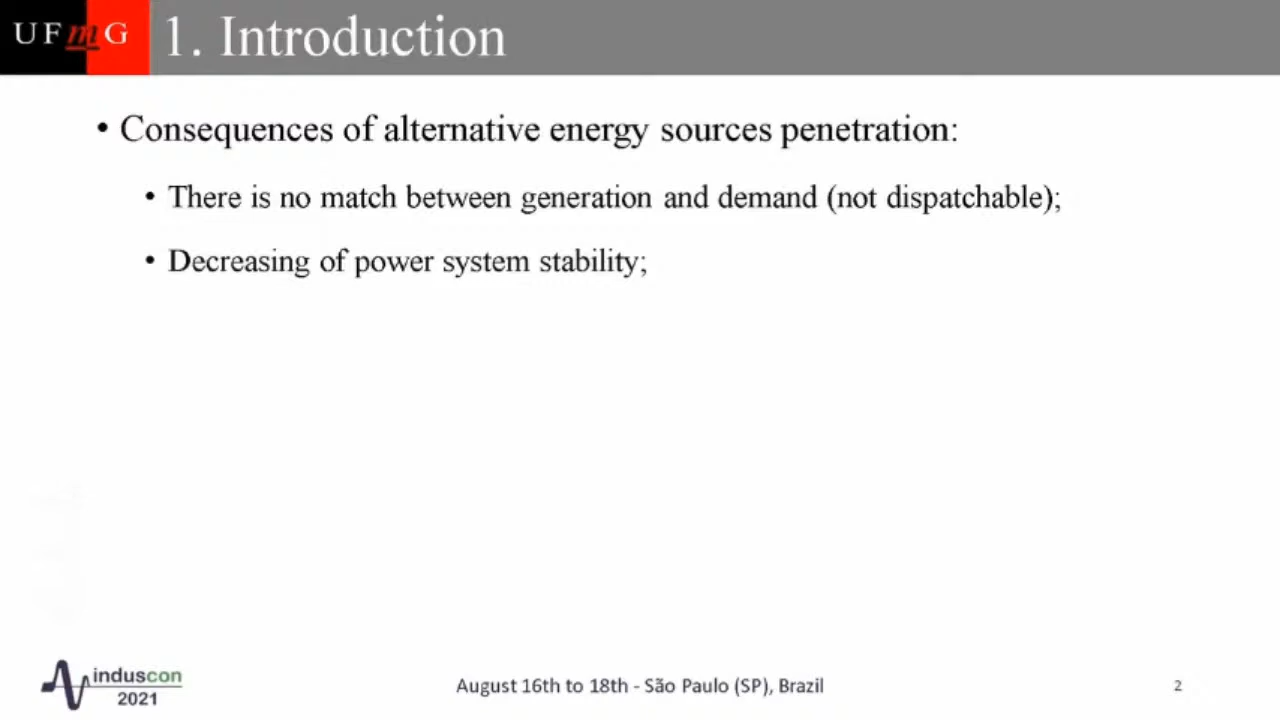 UFmG
1. Introduction
• Consequences of alternative energy sources penetration:
• There is no match between generation and demand (not dispatchable);
• Decreasing of power system stability;
induscon
2021
August 16th to 18th - São Paulo (SP), Brazil
2